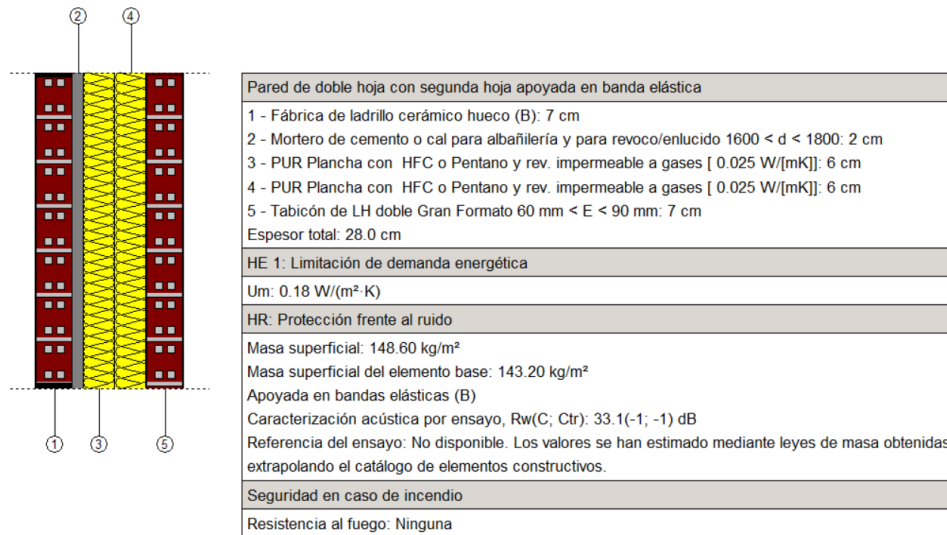 2 4
Pared de doble hoja con segunda hoja apoyada en banda elástica
1 - Fábrica de ladrillo cerámico hueco (B): 7 cm
2 - Mortero de cemento o cal para albañilería y para revoco/enlucido 1600 < d < 1800: 2 cm
3 - PUR Plancha con HFC o Pentano y rev. impermeable a gases [ 0.025 W/[mK]]: 6 cm
4 - PUR Plancha con HFC o Pentano y rev. impermeable a gases [ 0.025 W/[mK]]: 6 cm
5 - Tabicón de LH doble Gran Formato 60 mm < E < 90 mm: 7 cm
Espesor total: 28.0 cm
HE 1: Limitación de demanda energética
Um: 0.18 W/(m²·K)
HR: Protección frente al ruido
Masa superficial: 148.60 kg/m²
Masa superficial del elemento base: 143.20 kg/m²
Apoyada en bandas elásticas (B)
Caracterización acústica por ensayo, Rw(C; Ctr): 33.1(-1; -1) dB
Referencia del ensayo: No disponible. Los valores se han estimado mediante leyes de masa obtenidas
extrapolando el catálogo de elementos constructivos.
Seguridad en caso de incendio
Resistencia al fuego: Ninguna
1 3 5